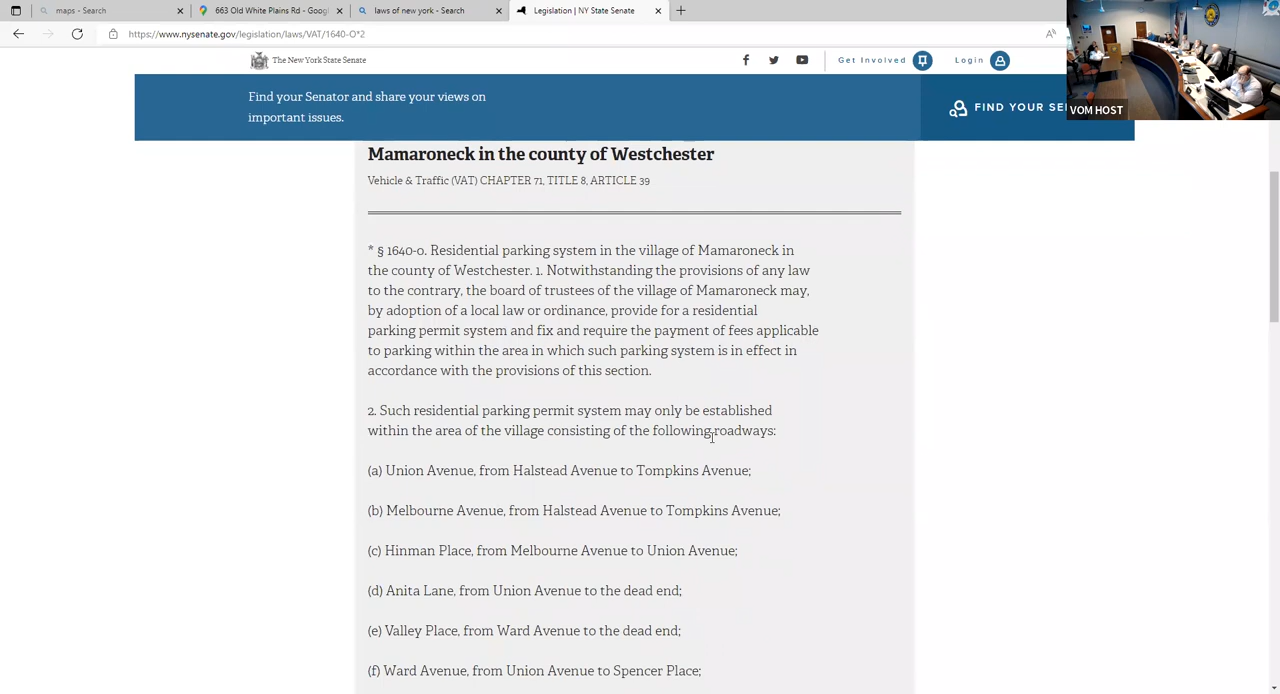 maps - Search
663 Old White Plains Rd - Goog
laws of new york - Search
Legislation | NY State Senate
https://www.nysenate.gov/legislation/laws/VAT/1640-O*2
The New York State Senate
Get Involved
Login
Find your Senator and share your views on
important issues.
FIND YOUR SE
VOM HOST
Mamaroneck in the county of Westchester
Vehicle & Traffic (VAT) CHAPTER 71, TITLE 8, ARTICLE 39
* § 1640-o. Residential parking system in the village of Mamaroneck in
the county of Westchester. 1. Notwithstanding the provisions of any law
to the contrary, the board of trustees of the village of Mamaroneck may,
by adoption of a local law or ordinance, provide for a residential
parking permit system and fix and require the payment of fees applicable
to parking within the area in which such parking system is in effect in
accordance with the provisions of this section.
2. Such residential parking permit system may only be established
within the area of the village consisting of the following roadways:
(a) Union Avenue, from Halstead Avenue to Tompkins Avenue;
(b) Melbourne Avenue, from Halstead Avenue to Tompkins Avenue;
(c) Hinman Place, from Melbourne Avenue to Union Avenue;
(d) Anita Lane, from Union Avenue to the dead end;
(e) Valley Place, from Ward Avenue to the dead end;
(f) Ward Avenue, from Union Avenue to Spencer Place;